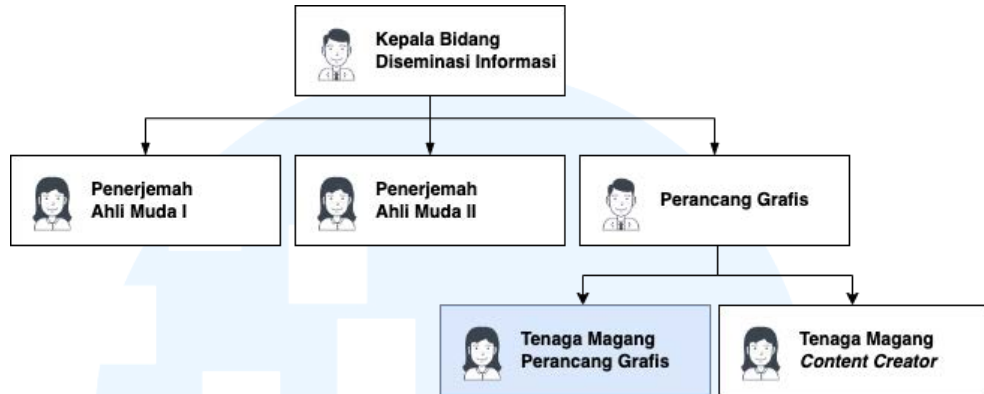 Kepala Bidang
Diseminasi Informasi
Penerjemah
Ahli Muda I
Penerjemah
Ahli Muda II
Perancang Grafis
Tenaga Magang
Perancang Grafis
Tenaga Magang
Content Creator